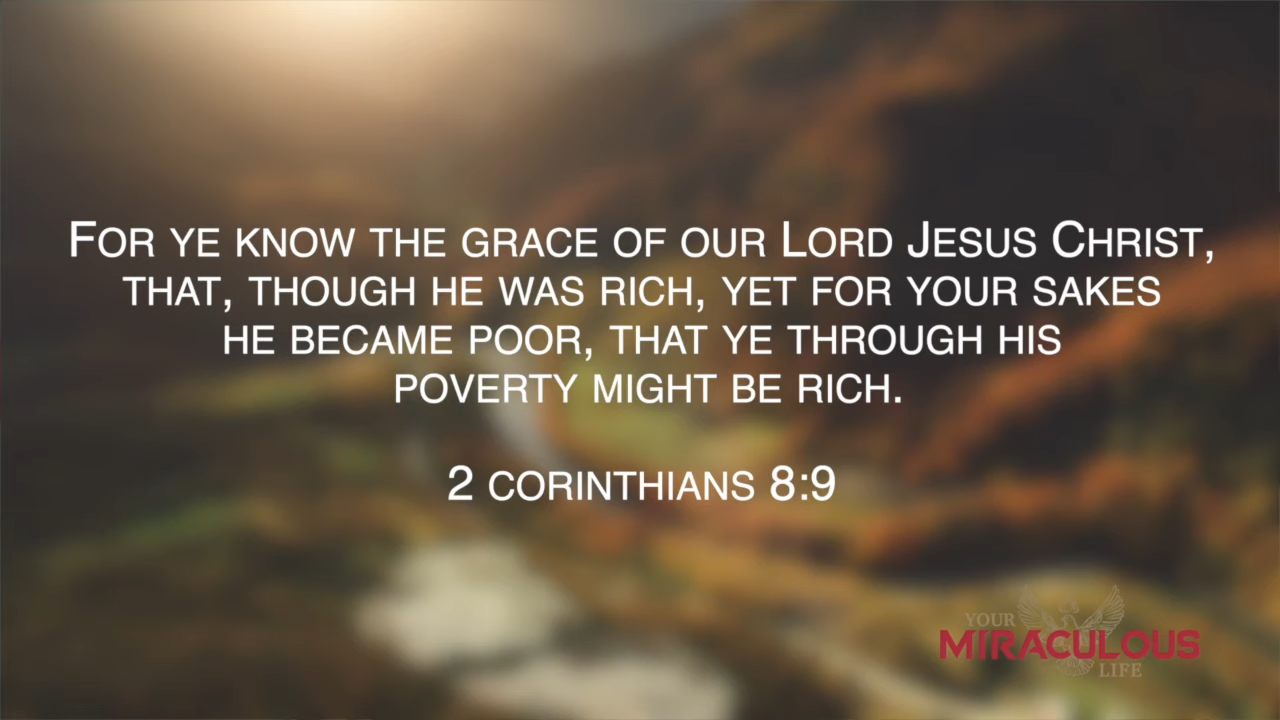 For ye know the grace of our Lord Jesus Christ,
that, though he was rich, yet for your sakes
he became poor, that ye through his
poverty might be rich.
2 Corinthians 8:9
YOUR
MIRACULOUS
LIFE